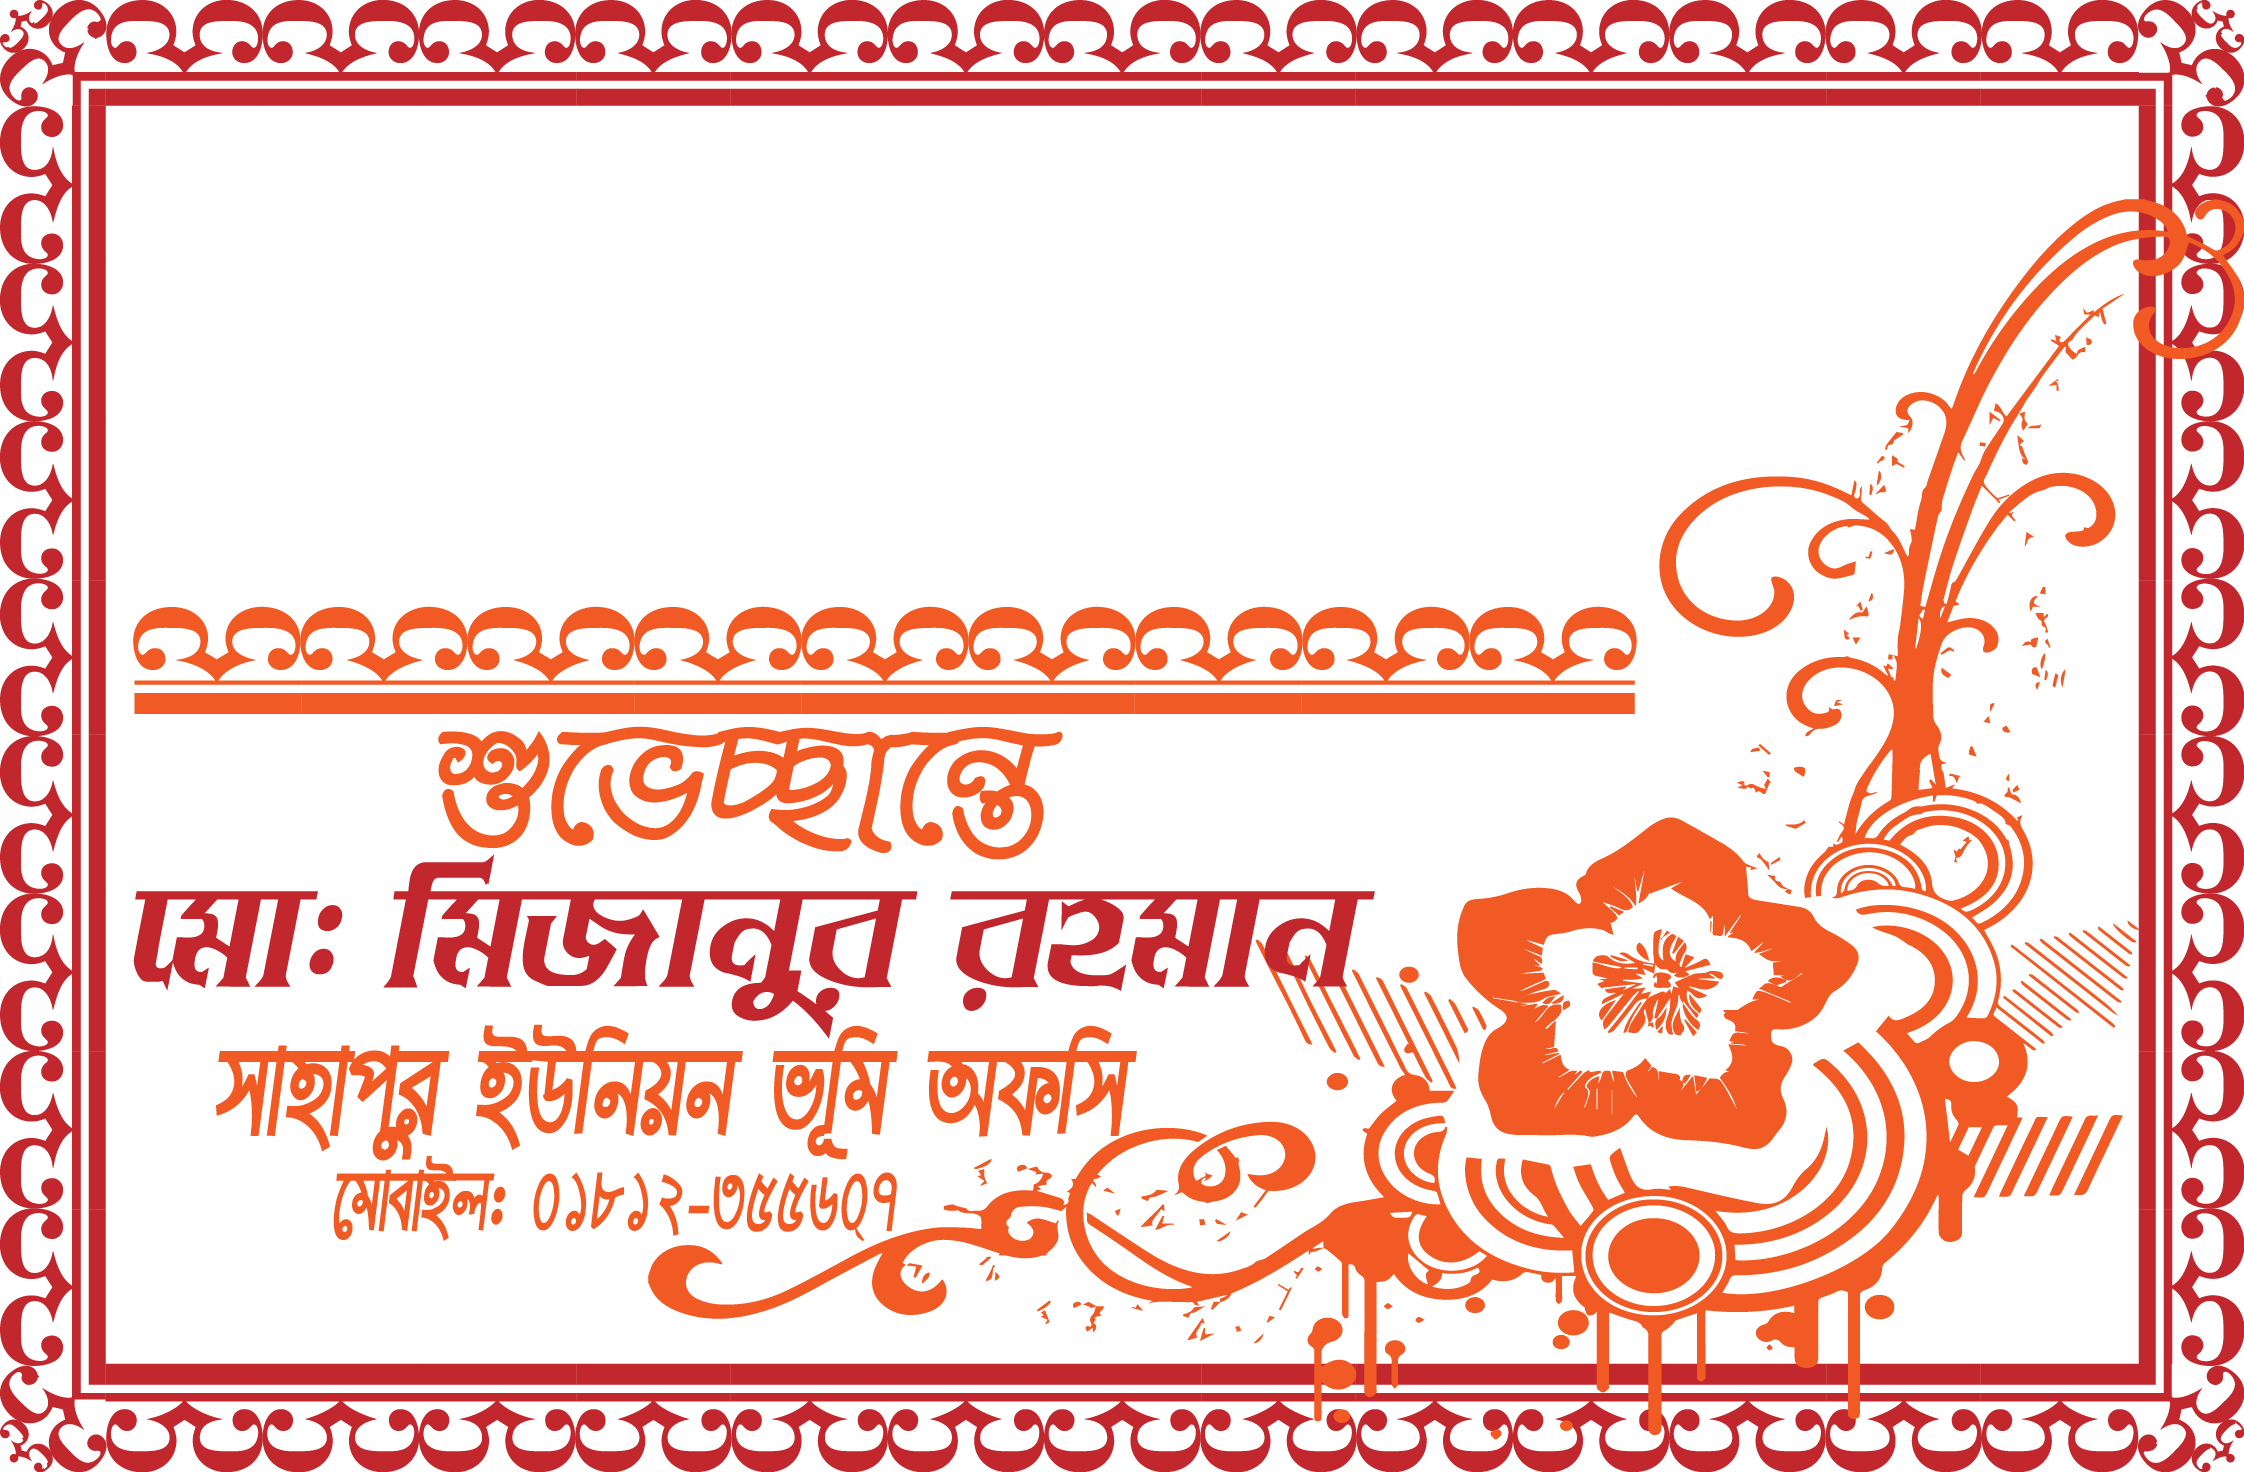 শুভেচ্ছান্তে
মো: মিজানুর রহমান
সাহাপুর ইউনিয়ন ভূমি অফসি
মোবাইল: ০১৮১২-৩৫৫৬০৭